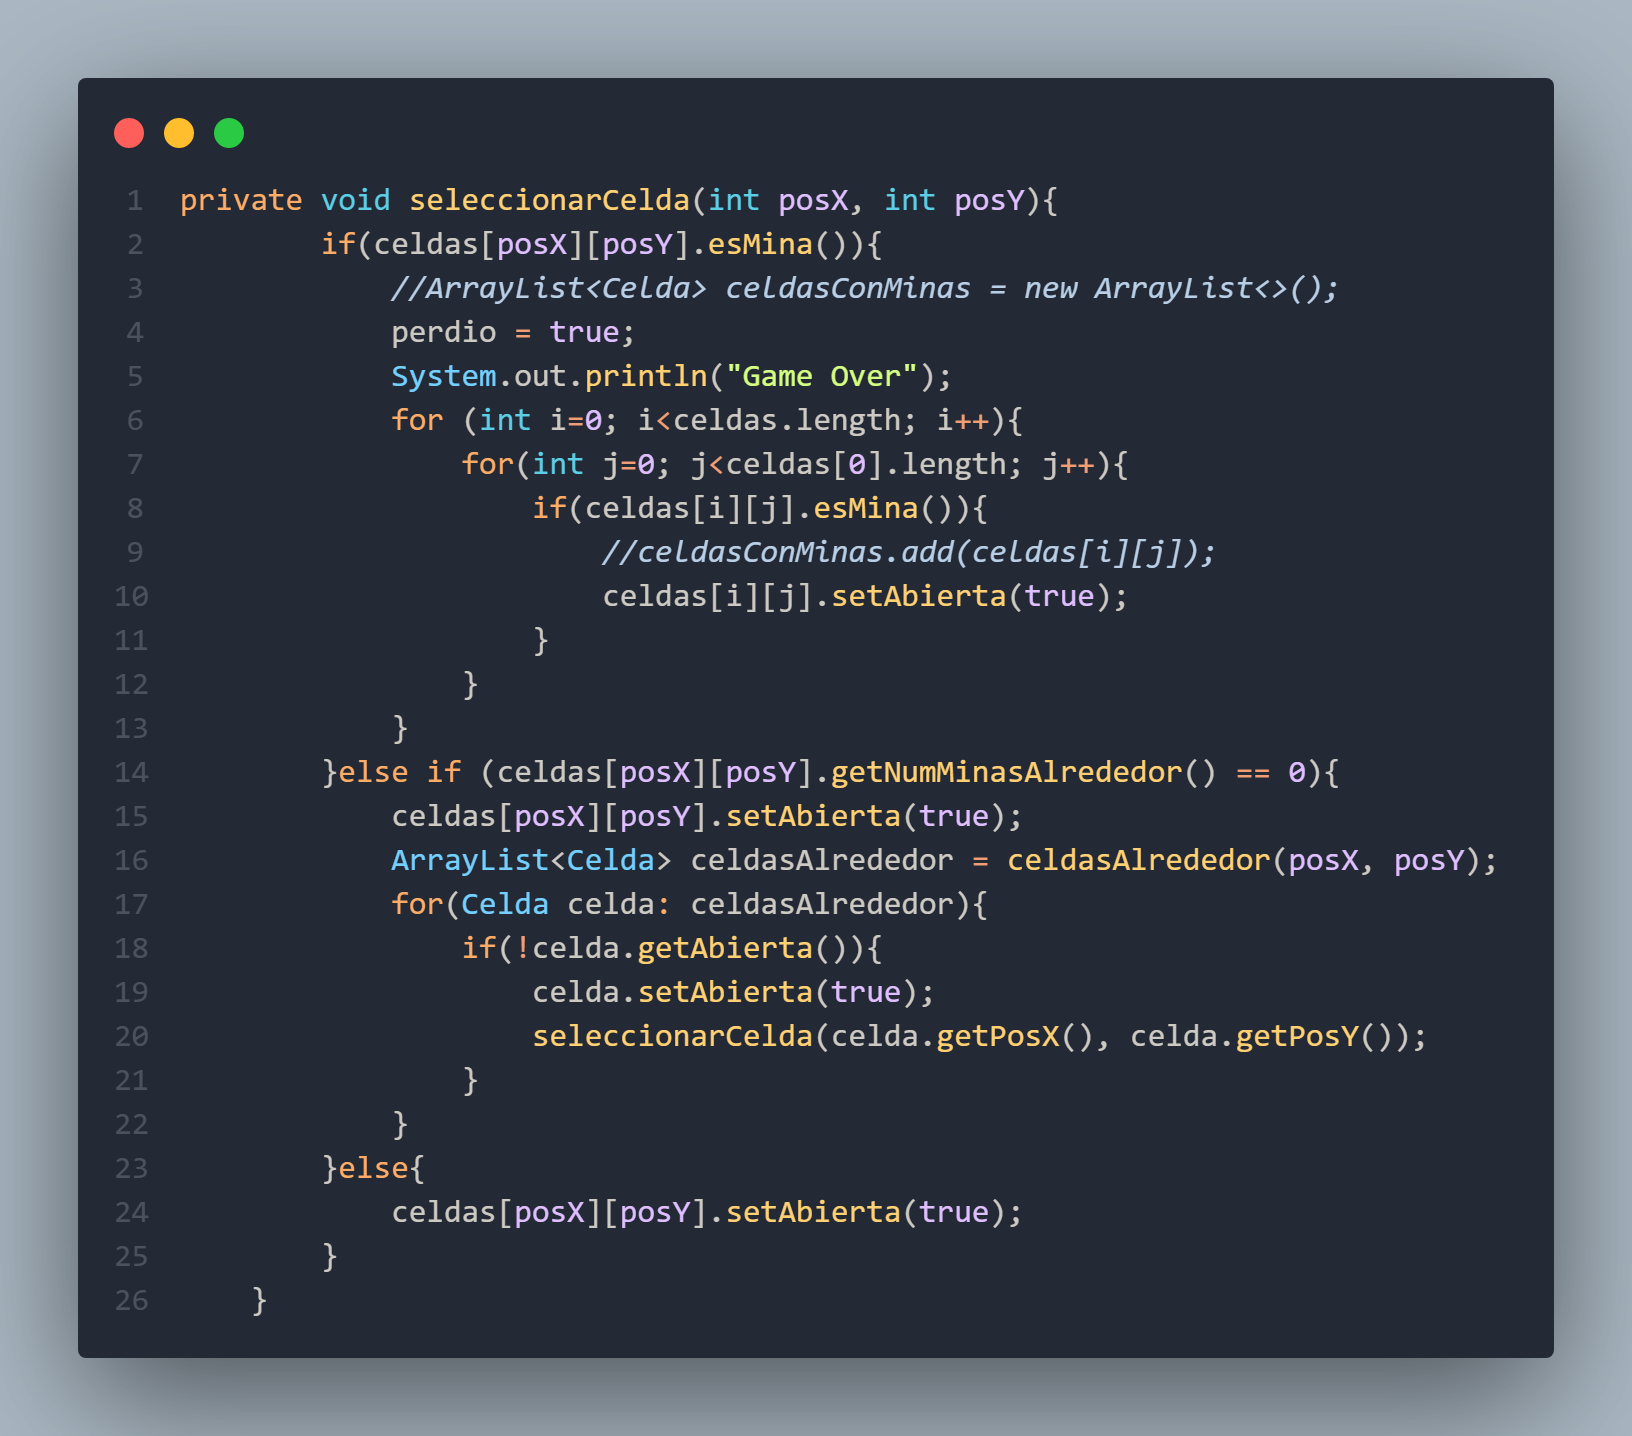 1 private void seleccionarCelda(int posX, int posY){
2         if(celdas[posX][posY].esMina()){
3             //ArrayList<Celda> celdasConMinas = new ArrayList<>();
4             perdio = true;
5             System.out.println("Game Over");
6             for (int i=0; i<celdas.length; i++){
7                 for(int j=0; j<celdas[0].length; j++){
8                     if(celdas[i][j].esMina()){
9                         //celdasConMinas.add(celdas[i][j]);
10                         celdas[i][j].setAbierta(true);
11                     }
12                 }
13             }
14         }else if (celdas[posX][posY].getNumMinasAlrededor() == 0){
15             celdas[posX][posY].setAbierta(true);
16             ArrayList<Celda> celdasAlrededor = celdasAlrededor(posX, posY);
17             for(Celda celda: celdasAlrededor){
18                 if(!celda.getAbierta()){
19                     celda.setAbierta(true);
20                     seleccionarCelda(celda.getPosX(), celda.getPosY());
21                 }
22             }
23         }else{
24             celdas[posX][posY].setAbierta(true);
25         }
26     }